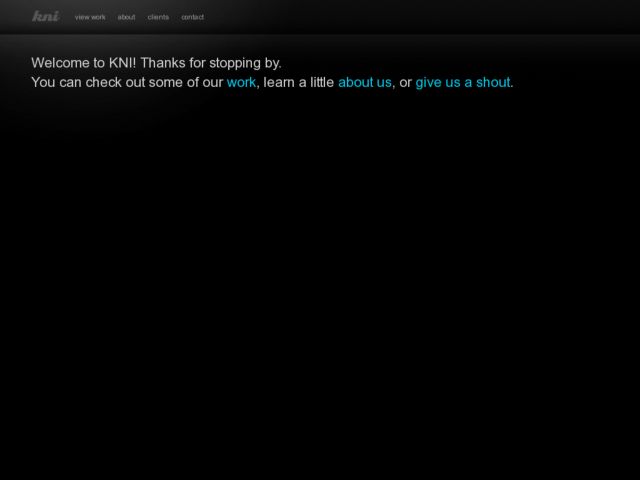 kni view work about clients contact
Welcome to KNI! Thanks for stopping by.
You can check out some of our work, learn a little about us, or give us a shout.